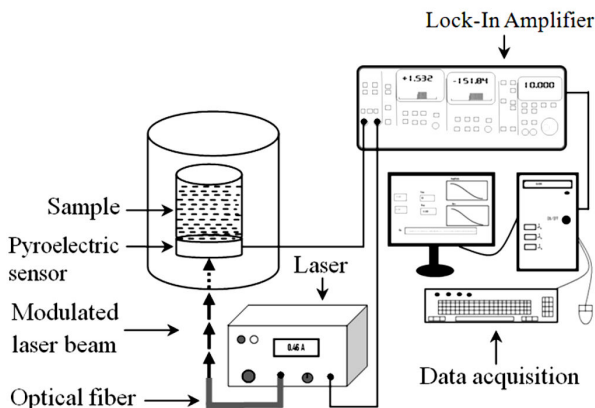 Lock-In Amplifier
+1.532
-151.84
10.000
Sample
Pyroelectric
sensor
Laser
Modulated
laser beam
0.46 A
Optical fiber
Data acquisition